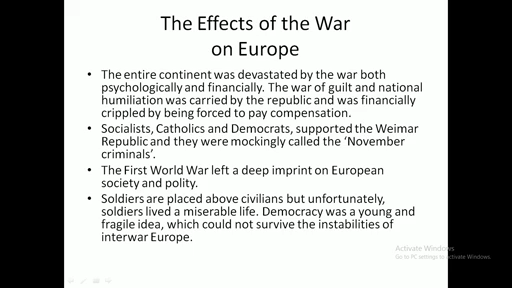 The Effects of the War
on Europe
• The entire continent was devastated by the war both
psychologically and financially. The war of guilt and national
humiliation was carried by the republic and was financially
crippled by being forced to pay compensation.
• Socialists, Catholics and Democrats, supported the Weimar
Republic and they were mockingly called the ‘November
criminals’.
• The First World War left a deep imprint on European
society and polity.
• Soldiers are placed above civilians but unfortunately,
soldiers lived a miserable life. Democracy was a young and
fragile idea, which could not survive the instabilities of
interwar Europe.
Activate Windows
Go to PC settings to activate Windows.